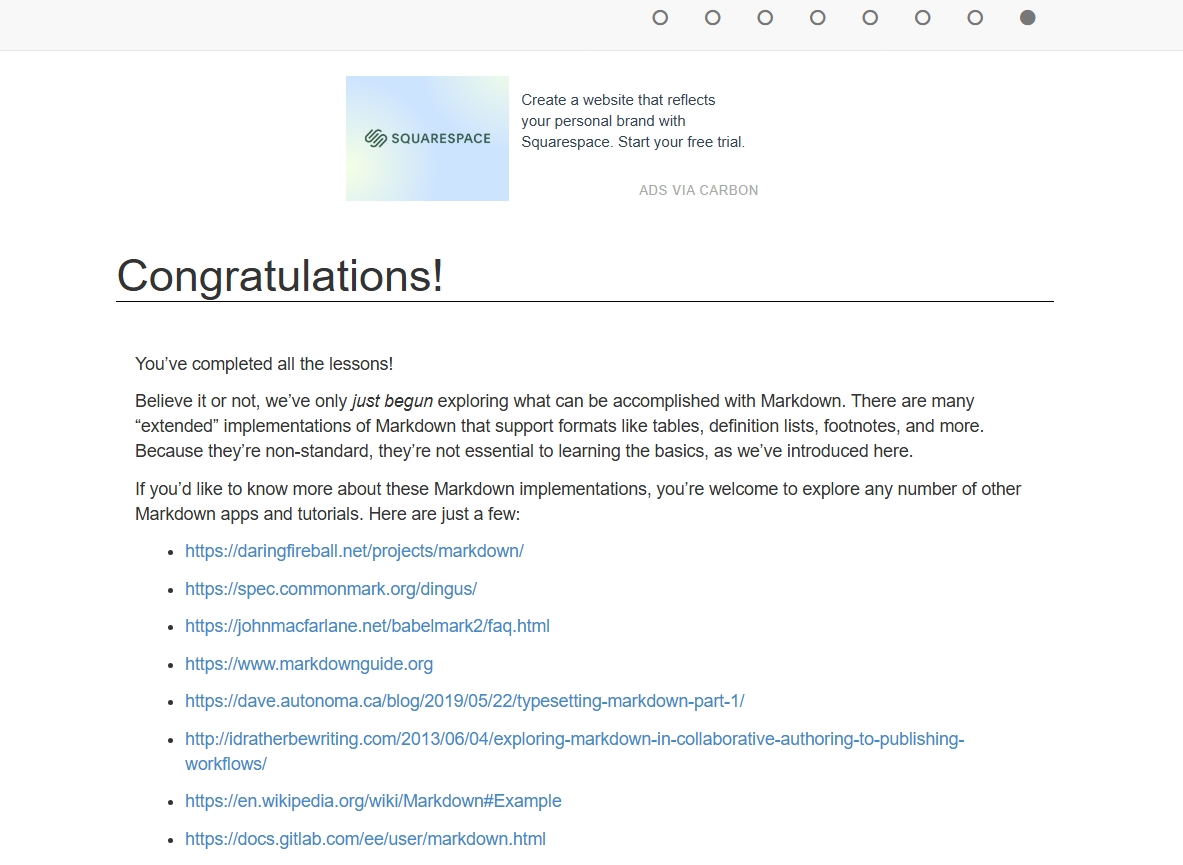 SQUARESPACE
Create a website that reflects
your personal brand with
Squarespace. Start your free trial.
ADS VIA CARBON
Congratulations!
You’ve completed all the lessons!
Believe it or not, we’ve only just begun exploring what can be accomplished with Markdown. There are many
“extended” implementations of Markdown that support formats like tables, definition lists, footnotes, and more.
Because they’re non-standard, they’re not essential to learning the basics, as we’ve introduced here.
If you’d like to know more about these Markdown implementations, you’re welcome to explore any number of other
Markdown apps and tutorials. Here are just a few:
https://daringfireball.net/projects/markdown/
https://spec.commonmark.org/dingus/
https://johnmacfarlane.net/babelmark2/faq.html
https://www.markdownguide.org
https://dave.autonoma.ca/blog/2019/05/22/typesetting-markdown-part-1/
http://idratherbewriting.com/2013/06/04/exploring-markdown-in-collaborative-authoring-to-publishing-
workflows/
https://en.wikipedia.org/wiki/Markdown#Example
https://docs.gitlab.com/ee/user/markdown.html